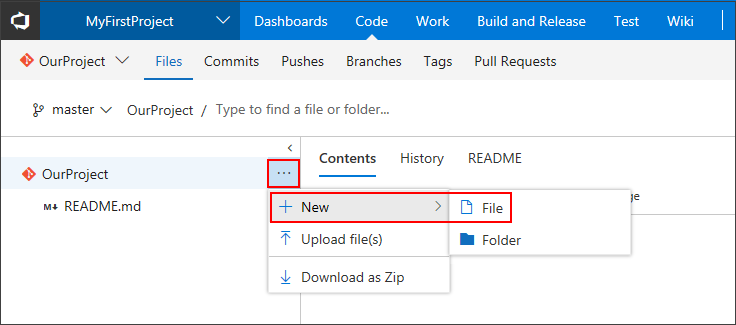 MyFirstProject Dashboards Code Work Build and Release Test Wiki
OurProject Files Commits Pushes Branches Tags Pull Requests
master OurProject / Type to find a file or folder...
Contents History README
OurProject ...
README.md
New File
Upload file(s) Folder
Download as Zip